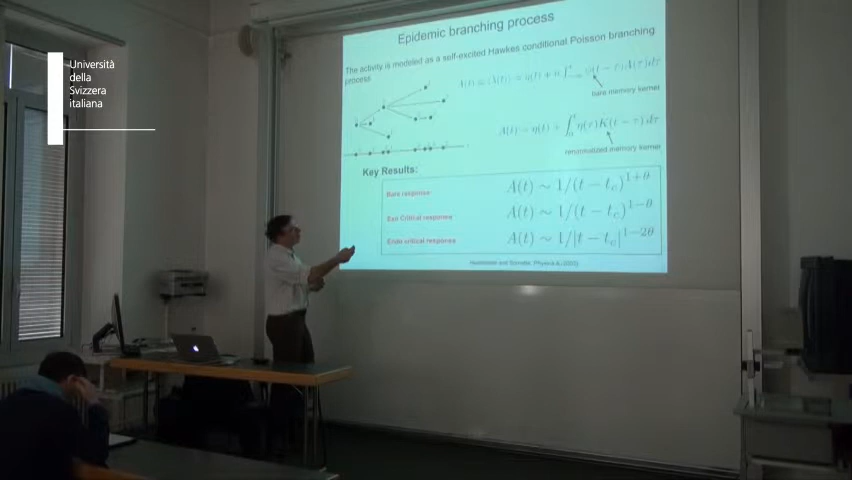 Università
della
Svizzera
italiana
Epidemic branching process
The activity is modeled as a self-excited Hawkes conditional Poisson branching
process
bare memory kernel
A(t) = η(t) + ∫ η(τ)K(t − τ)dτ
renormalized memory kernel
Key Results:
Bare response:
A(t) ∼ 1/(t − t_c)^{1+θ}
Exo Critical response
A(t) ∼ 1/(t − t_c)^{1−θ}
Endo critical response
A(t) ∼ 1/|t − t_c|^{1−2θ}